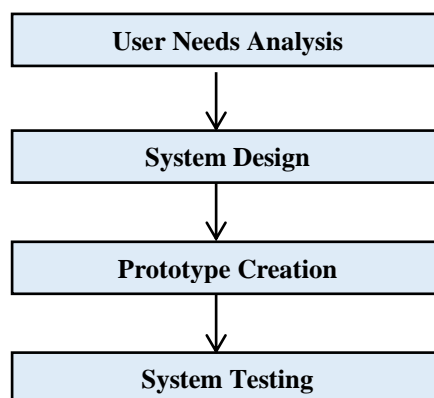 User Needs Analysis
System Design
Prototype Creation
System Testing